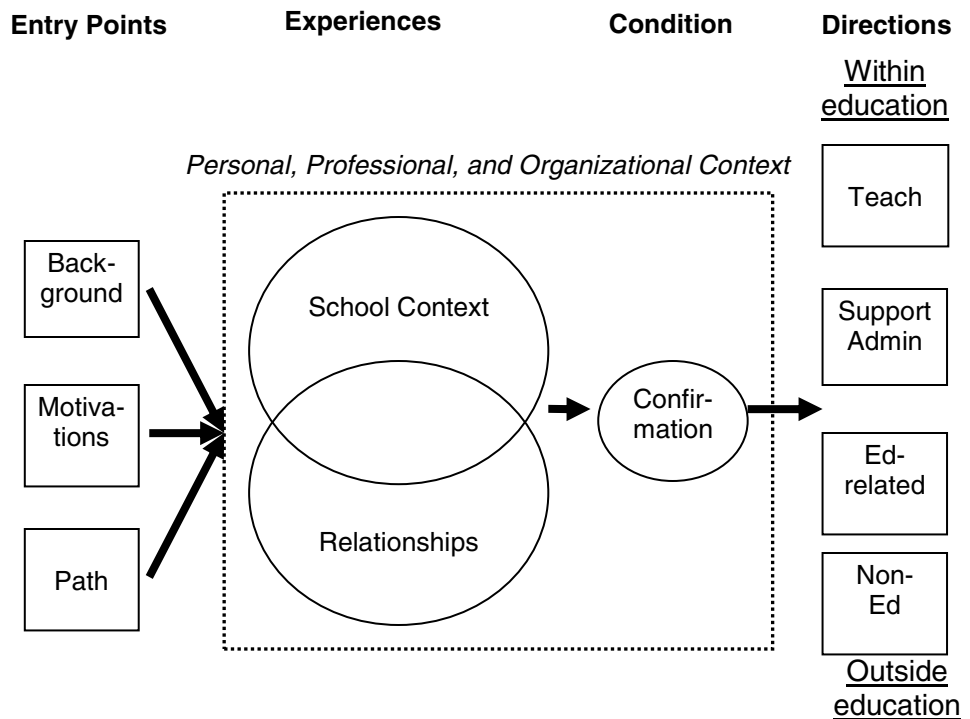 Entry Points
Experiences
Condition
Directions
Within
education
Personal, Professional, and Organizational Context
Teach
Back-
ground
School Context
Support
Admin
Motiva-
tions
Confir-
mation
Ed-
related
Relationships
Path
Non-
Ed
Outside
education